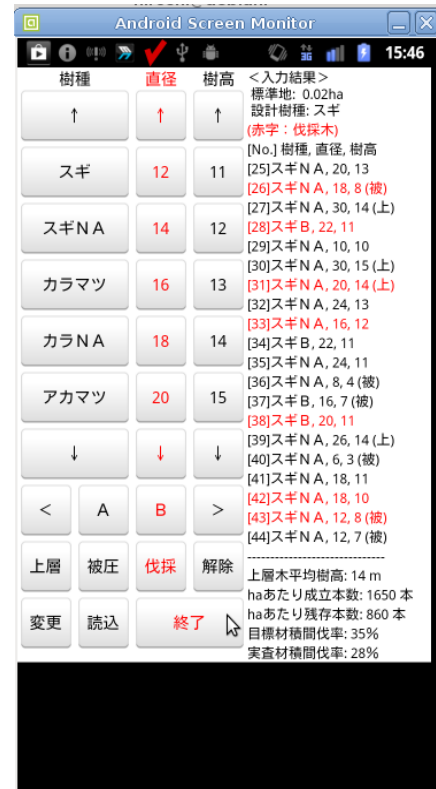 Android Screen Monitor
3G 15:46
樹種 直径 樹高
↑ ↑ ↑
スギ 12 11
スギNA 14 12
カラマツ 16 13
カラNA 18 14
アカマツ 20 15
↓ ↓ ↓
< A B >
上層 被圧 伐採 解除
変更 読込 終了
<入力結果>
標準地: 0.02ha
設計樹種: スギ
(赤字：伐採木)
[No.] 樹種, 直径, 樹高
[25]スギNA, 20, 13
[26]スギNA, 18, 8 (被)
[27]スギNA, 30, 14 (上)
[28]スギB, 22, 11
[29]スギNA, 10, 10
[30]スギNA, 30, 15 (上)
[31]スギNA, 20, 14 (上)
[32]スギNA, 24, 13
[33]スギNA, 16, 12
[34]スギB, 22, 11
[35]スギNA, 24, 11
[36]スギNA, 8, 4 (被)
[37]スギB, 16, 7 (被)
[38]スギB, 20, 11
[39]スギNA, 26, 14 (上)
[40]スギNA, 6, 3 (被)
[41]スギNA, 18, 11
[42]スギNA, 18, 10
[43]スギNA, 12, 8 (被)
[44]スギNA, 12, 7 (被)
------------------------------
上層木平均樹高: 14 m
haあたり成立本数: 1650 本
haあたり残存本数: 860 本
目標材積間伐率: 35%
実査材積間伐率: 28%